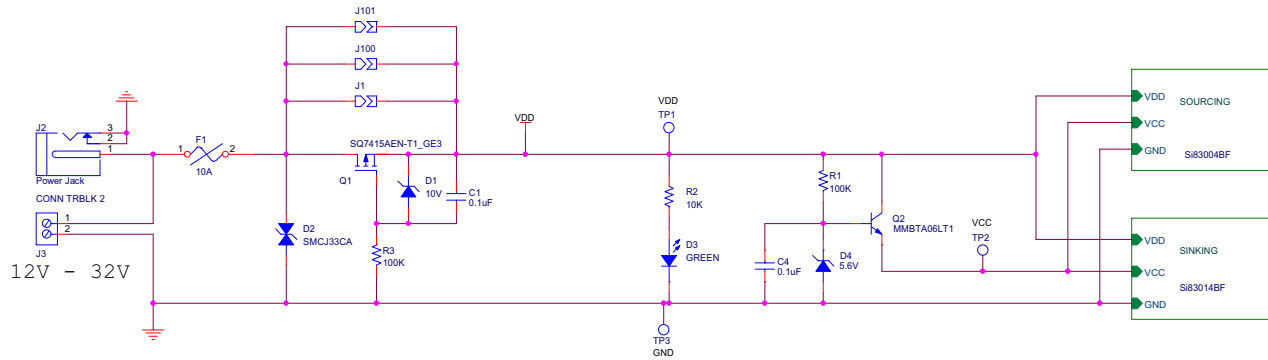 J101
J100
J1
J2
3
2
1
Power Jack
F1
1
2
10A
SQ7415AEN-T1_GE3
Q1
D1
10V
C1
0.1uF
VDD
VDD
TP1
CONN TRBLK 2
1
2
J3
12V - 32V
D2
SMCJ33CA
R3
100K
R2
10K
D3
GREEN
TP3
GND
R1
100K
Q2
MMBTA06LT1
C4
0.1uF
D4
5.6V
VCC
TP2
VDD
SOURCING
VCC
GND
Si83004BF
VDD
SINKING
VCC
Si83014BF
GND